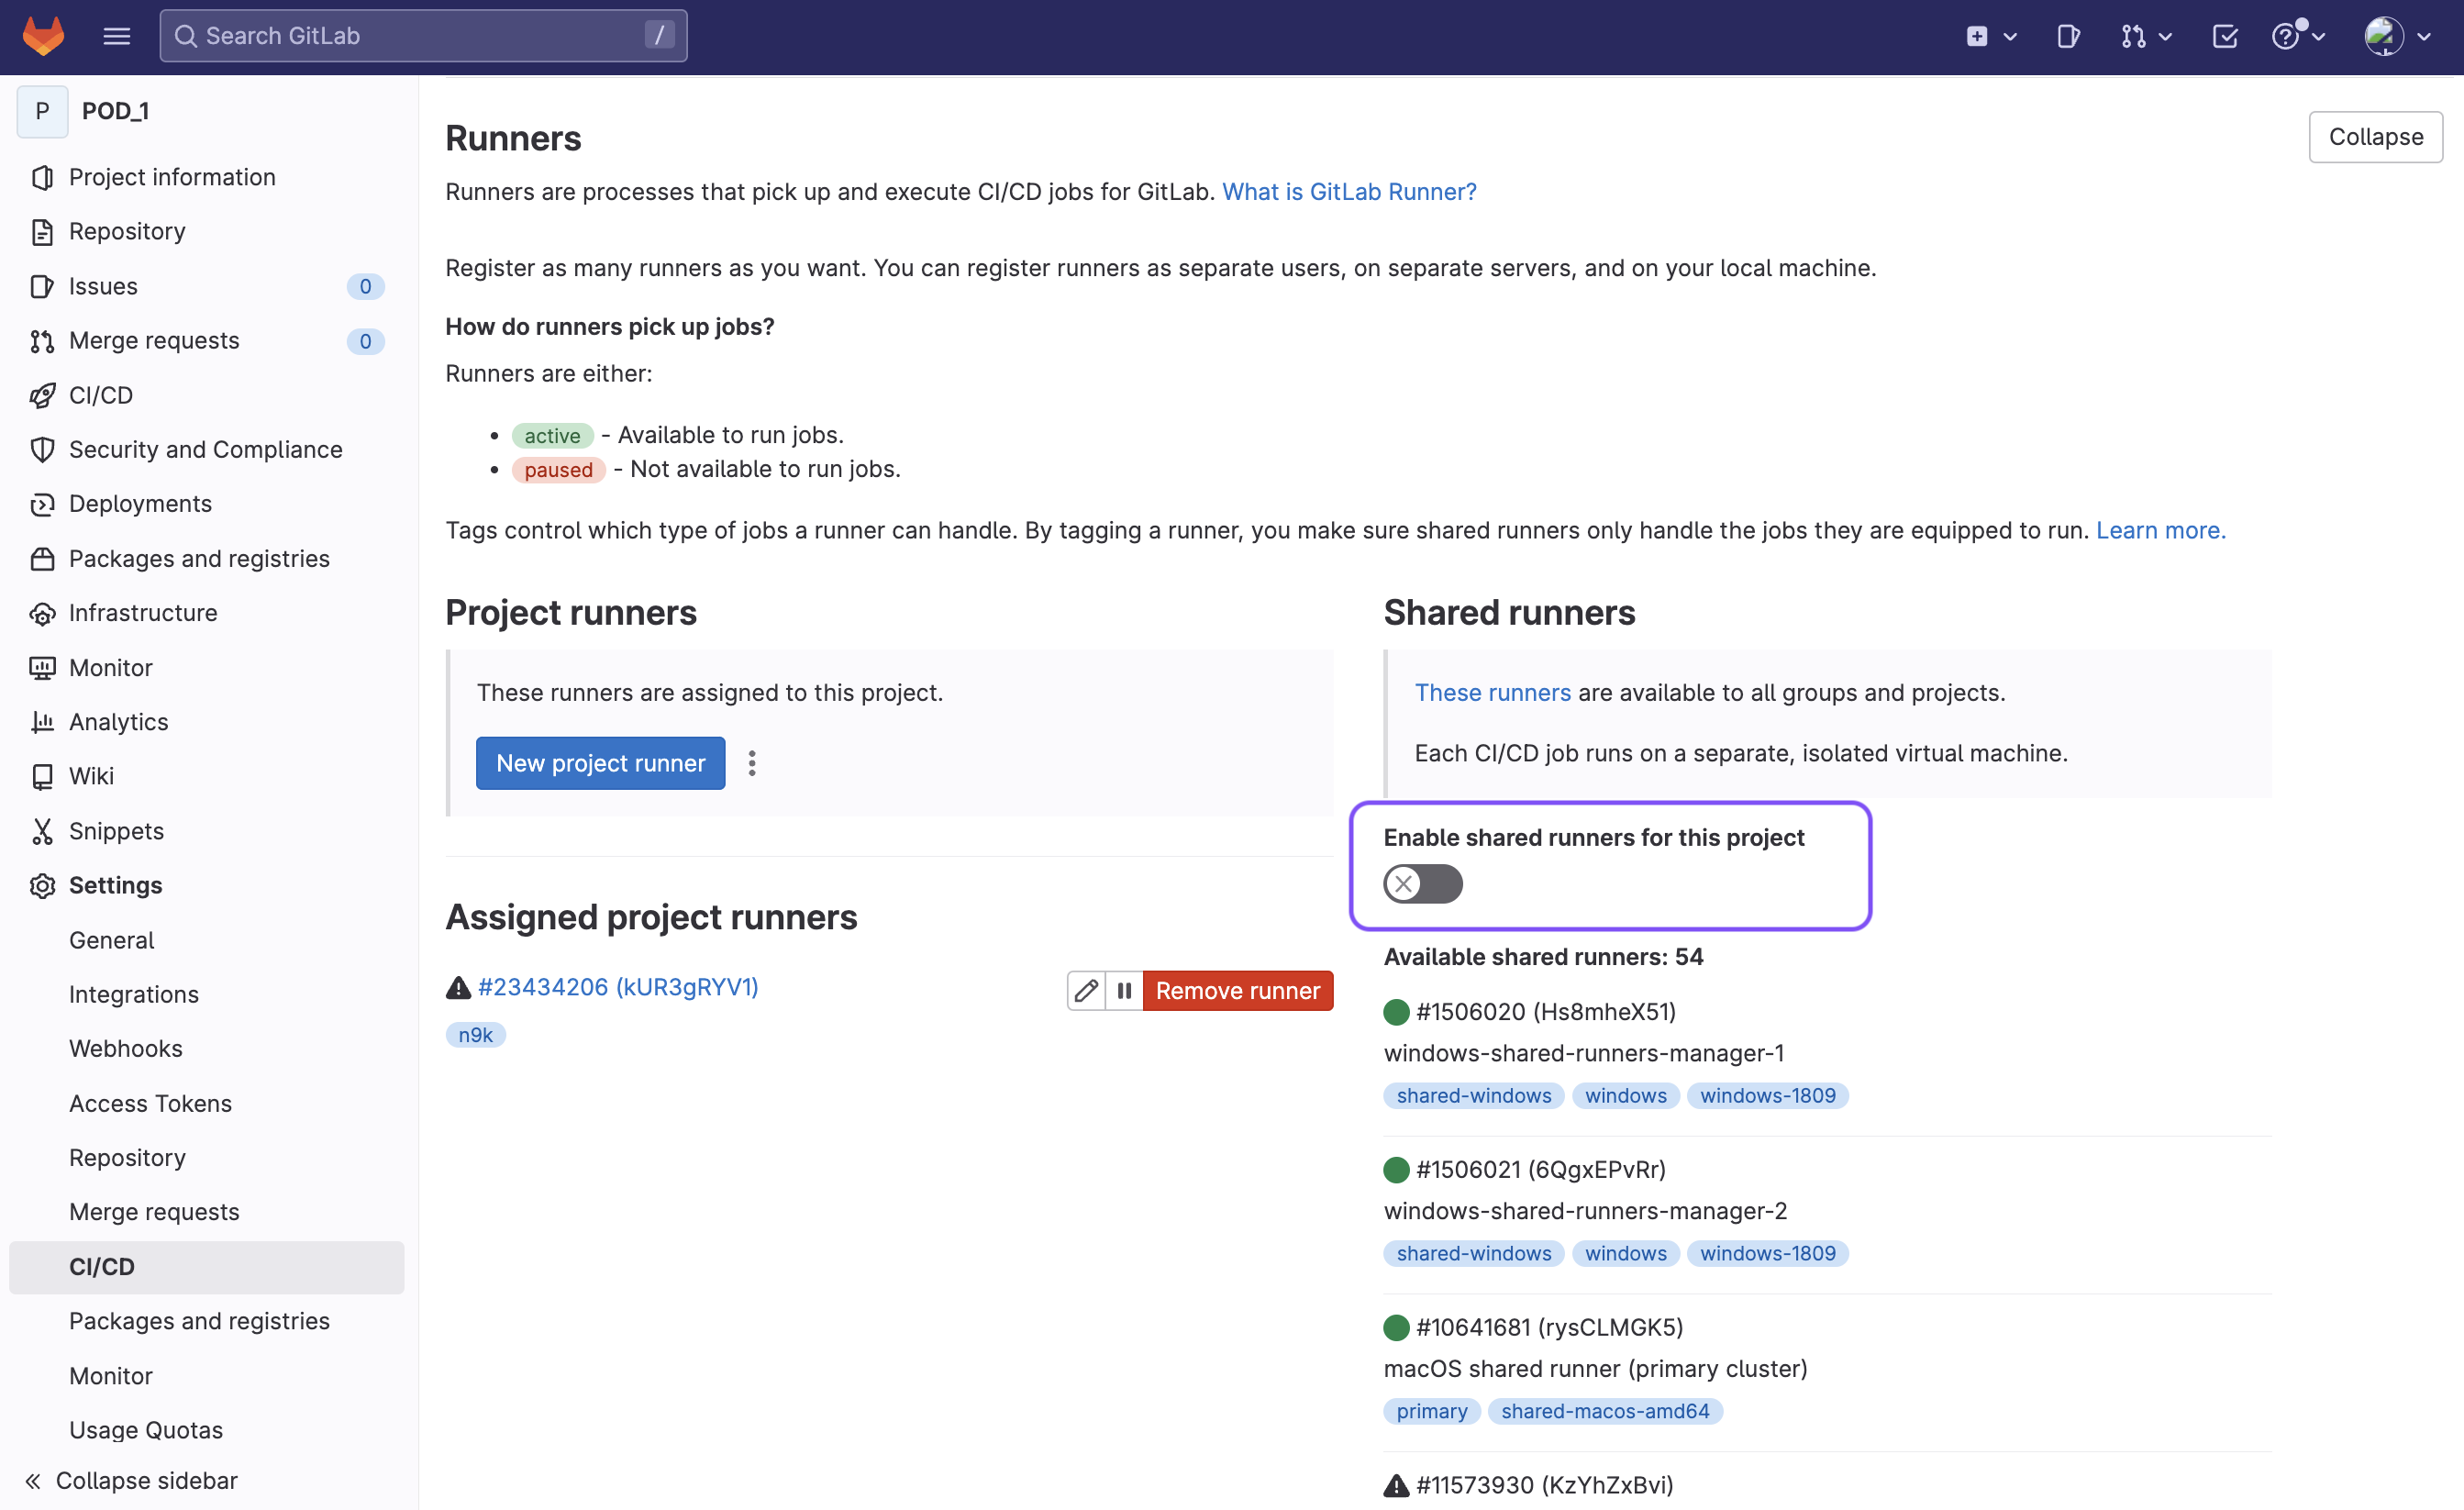 Search GitLab /
P POD_1
Project information
Repository
Issues 0
Merge requests 0
CI/CD
Security and Compliance
Deployments
Packages and registries
Infrastructure
Monitor
Analytics
Wiki
Snippets
Settings
General
Integrations
Webhooks
Access Tokens
Repository
Merge requests
CI/CD
Packages and registries
Monitor
Usage Quotas
Collapse sidebar
Runners
Collapse
Runners are processes that pick up and execute CI/CD jobs for GitLab. What is GitLab Runner?
Register as many runners as you want. You can register runners as separate users, on separate servers, and on your local machine.
How do runners pick up jobs?
Runners are either:
• active - Available to run jobs.
• paused - Not available to run jobs.
Tags control which type of jobs a runner can handle. By tagging a runner, you make sure shared runners only handle the jobs they are equipped to run. Learn more.
Project runners
These runners are assigned to this project.
New project runner
Assigned project runners
#23434206 (kUR3gRYV1)
Remove runner
n9k
Shared runners
These runners are available to all groups and projects.
Each CI/CD job runs on a separate, isolated virtual machine.
Enable shared runners for this project
Available shared runners: 54
#1506020 (Hs8mheX51)
windows-shared-runners-manager-1
shared-windows windows windows-1809
#1506021 (6QgxEPvRr)
windows-shared-runners-manager-2
shared-windows windows windows-1809
#10641681 (rysCLMGK5)
macOS shared runner (primary cluster)
primary shared-macos-amd64
#11573930 (KzYhZxBvi)